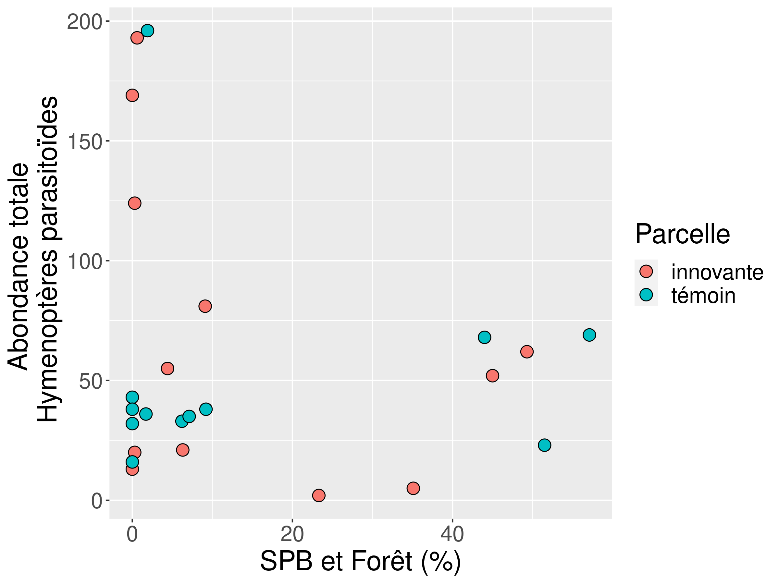 Abondance totale
Hymenoptères parasitoïdes
200
150
100
50
0
0 20 40
SPB et Forêt (%)
Parcelle
innovante
témoin